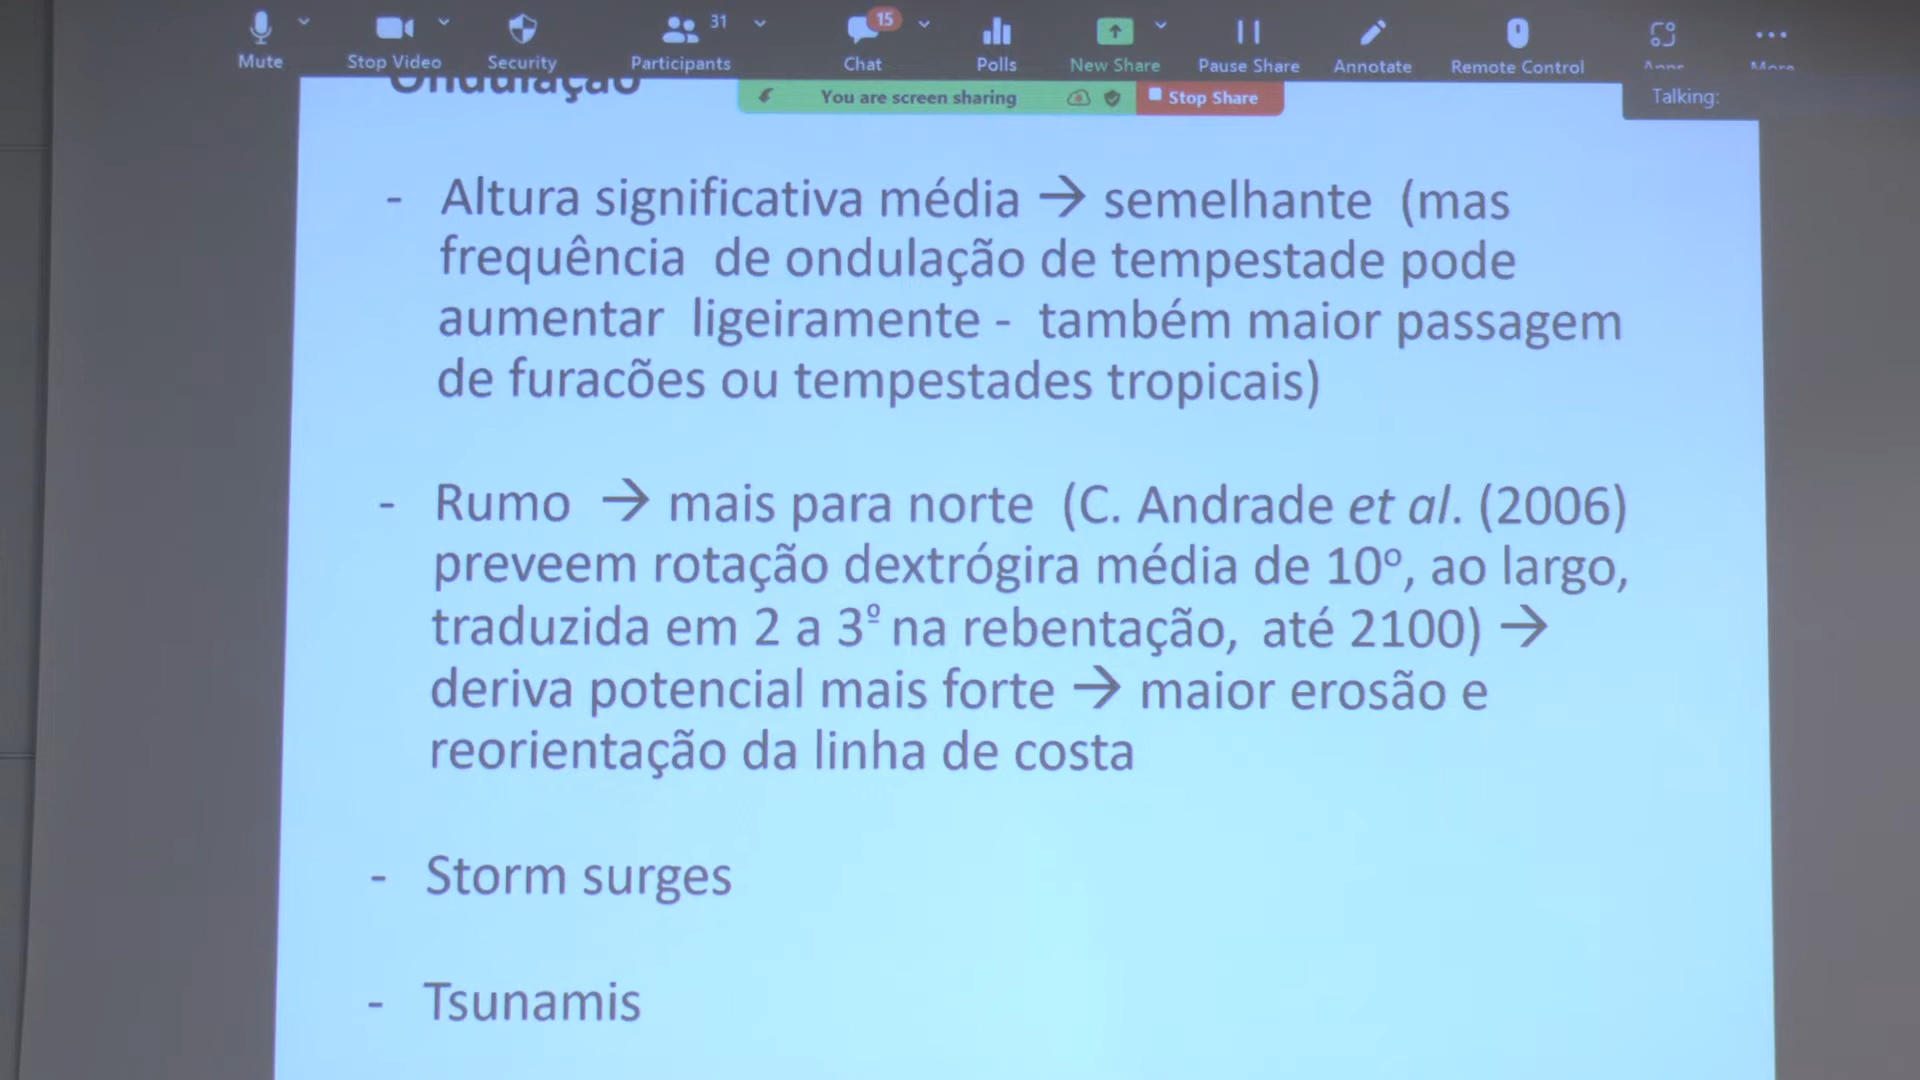 Mute
Stop Video
Security
Participants
31
Chat
15
Polls
New Share
Pause Share
Annotate
Remote Control
Apps
More
Ondulação
You are screen sharing
Stop Share
Talking:
- Altura significativa média → semelhante (mas
frequência de ondulação de tempestade pode
aumentar ligeiramente - também maior passagem
de furacões ou tempestades tropicais)
- Rumo → mais para norte (C. Andrade et al. (2006)
preveem rotação dextrógira média de 10º, ao largo,
traduzida em 2 a 3º na rebentação, até 2100) →
deriva potencial mais forte → maior erosão e
reorientação da linha de costa
- Storm surges
- Tsunamis